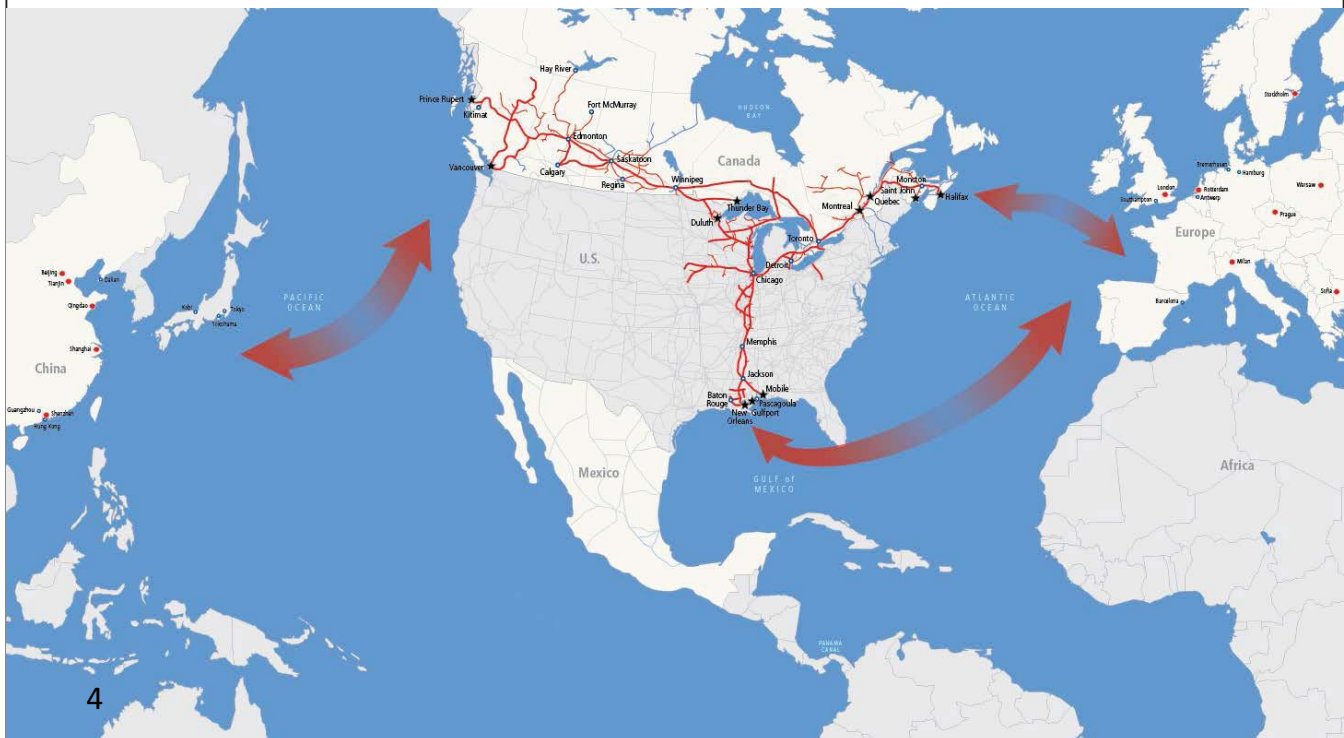 Hay River
Prince Rupert
Kitimat
Fort McMurray
HUDSON
BAY
Edmonton
Vancouver
Calgary
Saskatoon
Regina
Winnipeg
Canada
Thunder Bay
Duluth
Moncton
Saint John
Halifax
Montreal
Quebec
Toronto
Detroit
Chicago
U.S.
Memphis
Jackson
Mobile
Baton
Rouge
Pascagoula
New
Orleans
Gulfport
GULF of
MEXICO
Mexico
PANAMA
CANAL
PACIFIC
OCEAN
ATLANTIC
OCEAN
Beijing
Tianjin
Dalian
Qingdao
Kobi
Tokyo
Yokohama
Shanghai
China
Guangzhou
Shenzhen
Hong Kong
Stockholm
Bremerhaven
Hamburg
London
Rotterdam
Southampton
Antwerp
Warsaw
Prague
Europe
Milan
Barcelona
Sofia
Africa
4